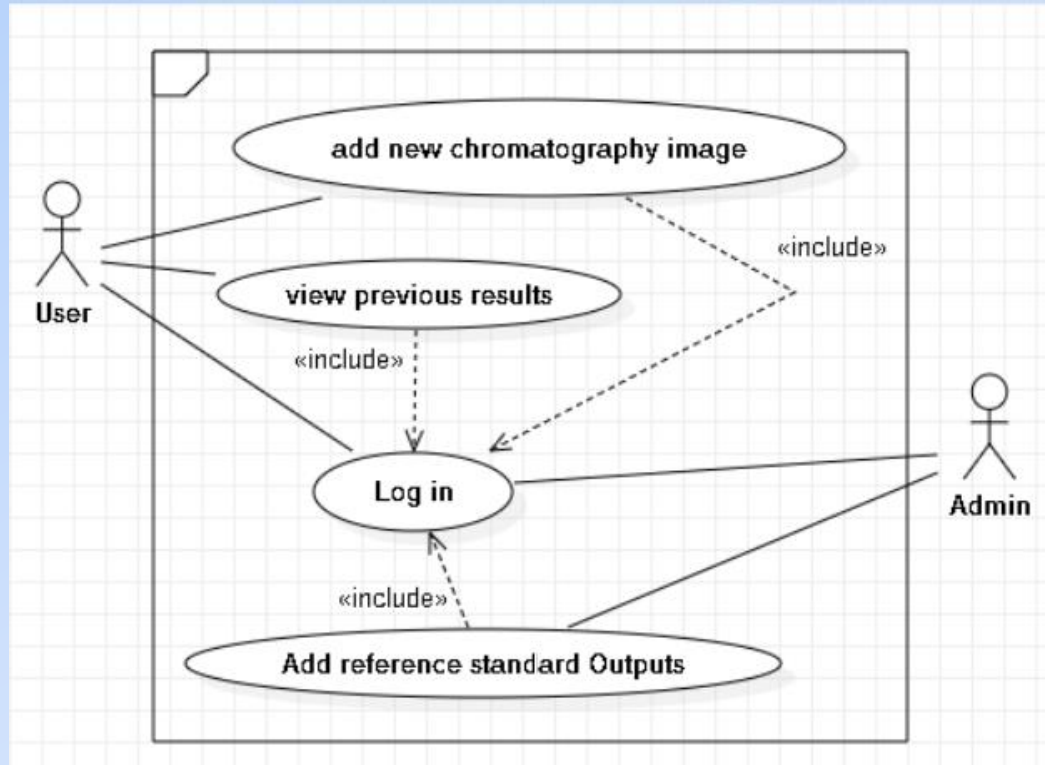 add new chromatography image
«include»
User
view previous results
«include»
Log in
Admin
«include»
Add reference standard Outputs